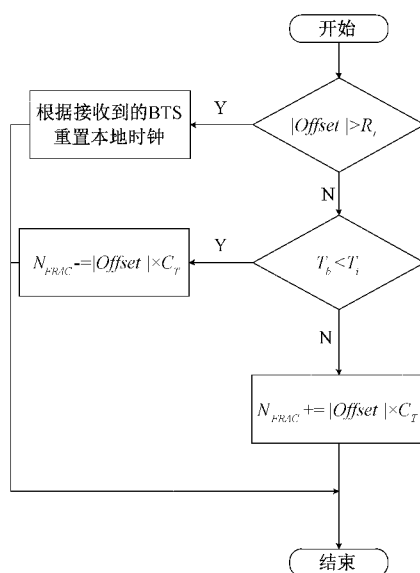 开始
根据接收到的BTS
重置本地时钟
Y
|Offset|>R_t
N
N_FRAC-=|Offset|×C_T
Y
T_b<T_i
N
N_FRAC+=|Offset|×C_T
结束